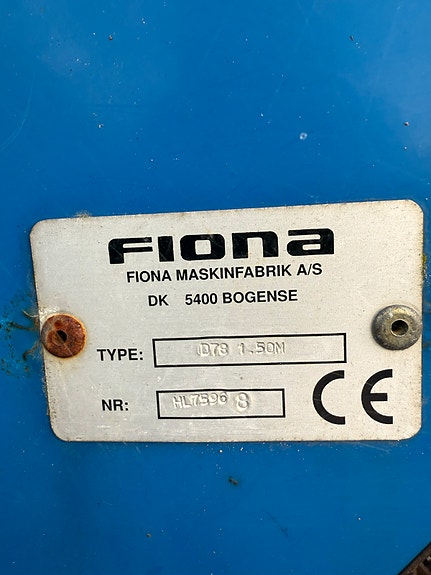 FIONA
FIONA MASKINFABRIK A/S
DK 5400 BOGENSE
TYPE: D78 1.50M
NR: HL7596 8
CE